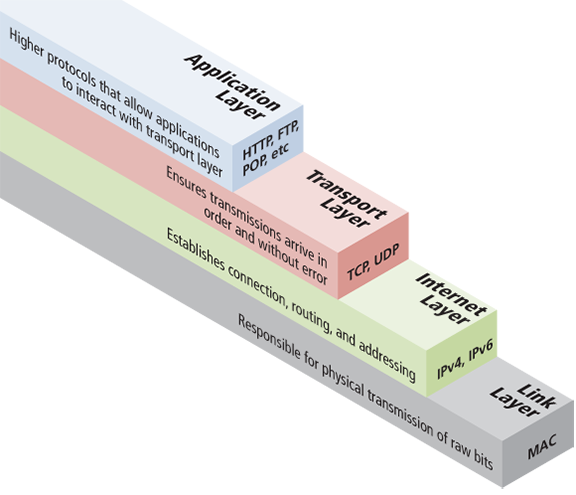 Application
Layer
Higher protocols that allow applications
to interact with transport layer
HTTP, FTP,
POP, etc
Transport
Layer
Ensures transmissions arrive in
order and without error
TCP, UDP
Internet
Layer
Establishes connection, routing, and addressing
IPv4, IPv6
Link
Layer
Responsible for physical transmission of raw bits
MAC